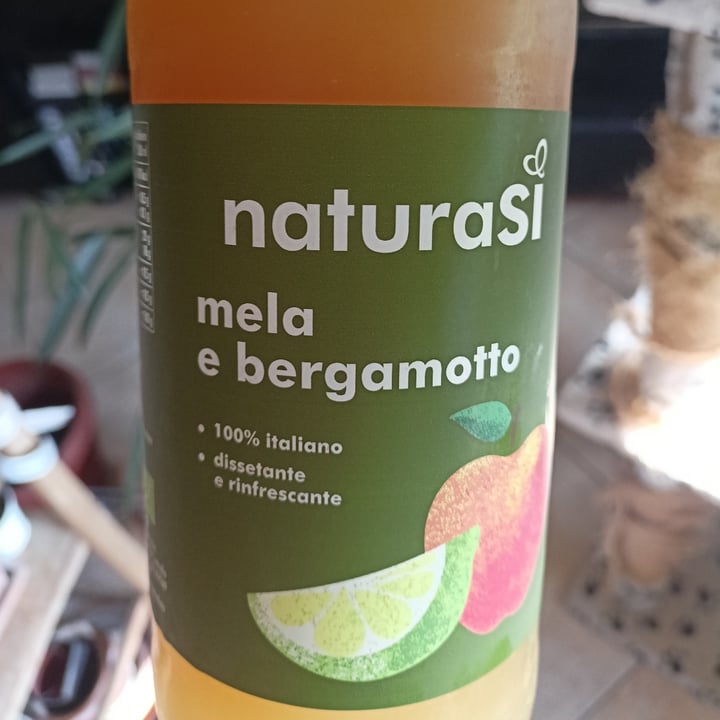 naturaSì
mela
e bergamotto
• 100% italiano
• dissetante
e rinfrescante